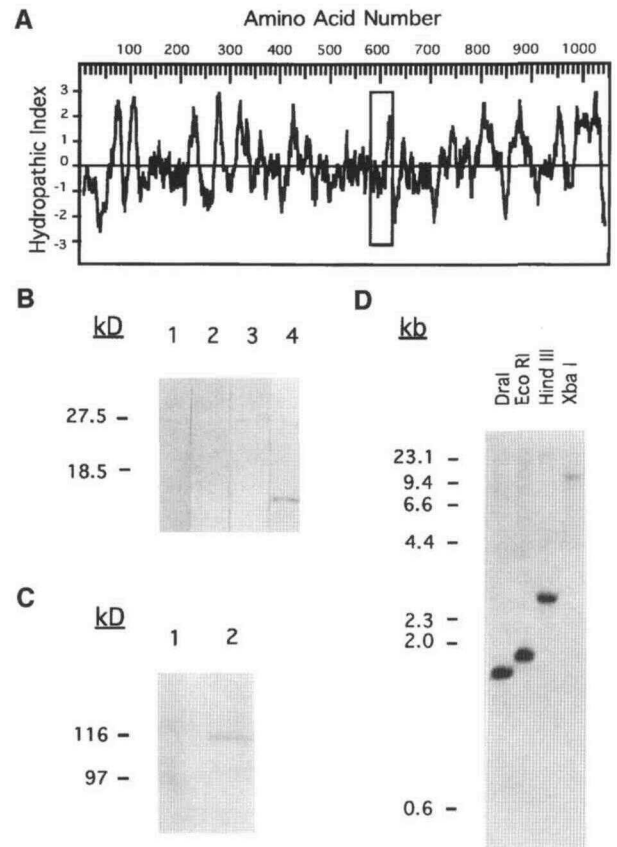 A
Amino Acid Number
100 200 300 400 500 600 700 800 900 1000
Hydropathic Index
3
2
1
0
-1
-2
-3
B
kD
1 2 3 4
27.5
18.5
C
kD
1 2
116
97
D
kb
DraI
Eco RI
Hind III
Xba I
23.1
9.4
6.6
4.4
2.3
2.0
0.6